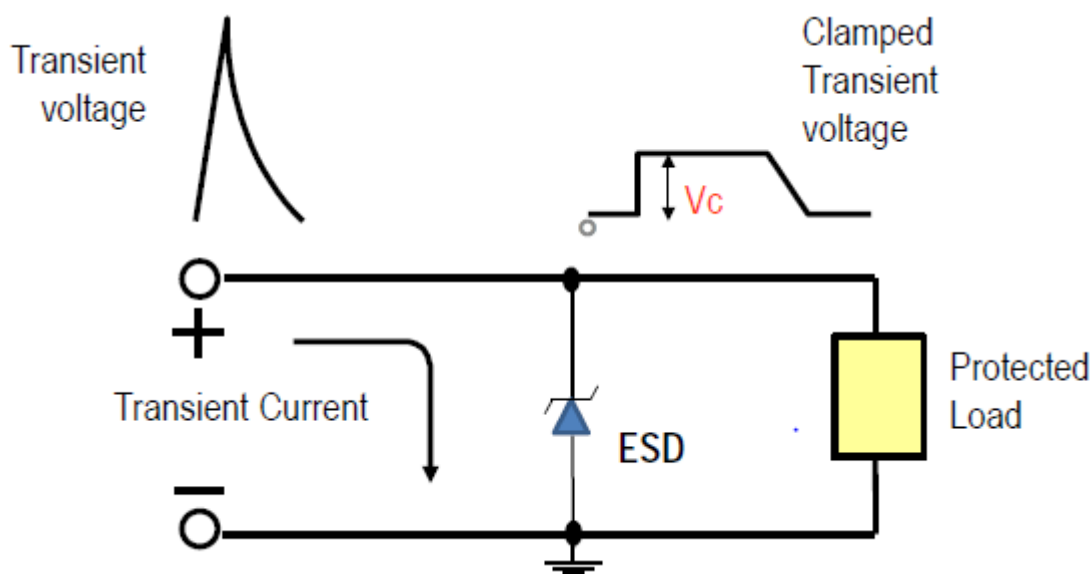 Transient
voltage
Clamped
Transient
voltage
Vc
+
Transient Current
ESD
Protected
Load
−